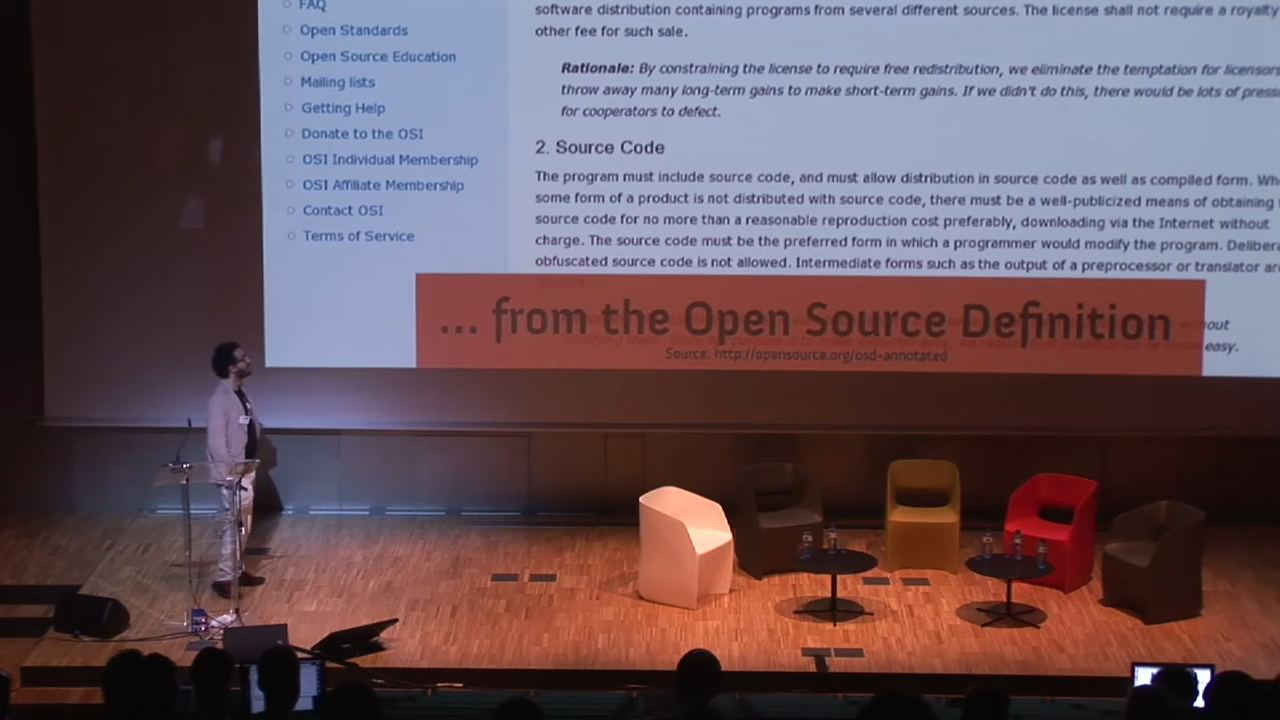 FAQ
Open Standards
Open Source Education
Mailing lists
Getting Help
Donate to the OSI
OSI Individual Membership
OSI Affiliate Membership
Contact OSI
Terms of Service
software distribution containing programs from several different sources. The license shall not require a royalty
other fee for such sale.
Rationale: By constraining the license to require free redistribution, we eliminate the temptation for licensors
throw away many long-term gains to make short-term gains. If we didn't do this, there would be lots of
for cooperators to defect.
2. Source Code
The program must include source code, and must allow distribution in source code as well as compiled form.
some form of a product is not distributed with source code, there must be a well-publicized means of obtaining
source code for no more than a reasonable reproduction cost preferably, downloading via the Internet without
charge. The source code must be the preferred form in which a programmer would modify the program.
obfuscated source code is not allowed. Intermediate forms such as the output of a preprocessor or translator
... from the Open Source Definition
Source: http://opensource.org/osd-annotated
easy.